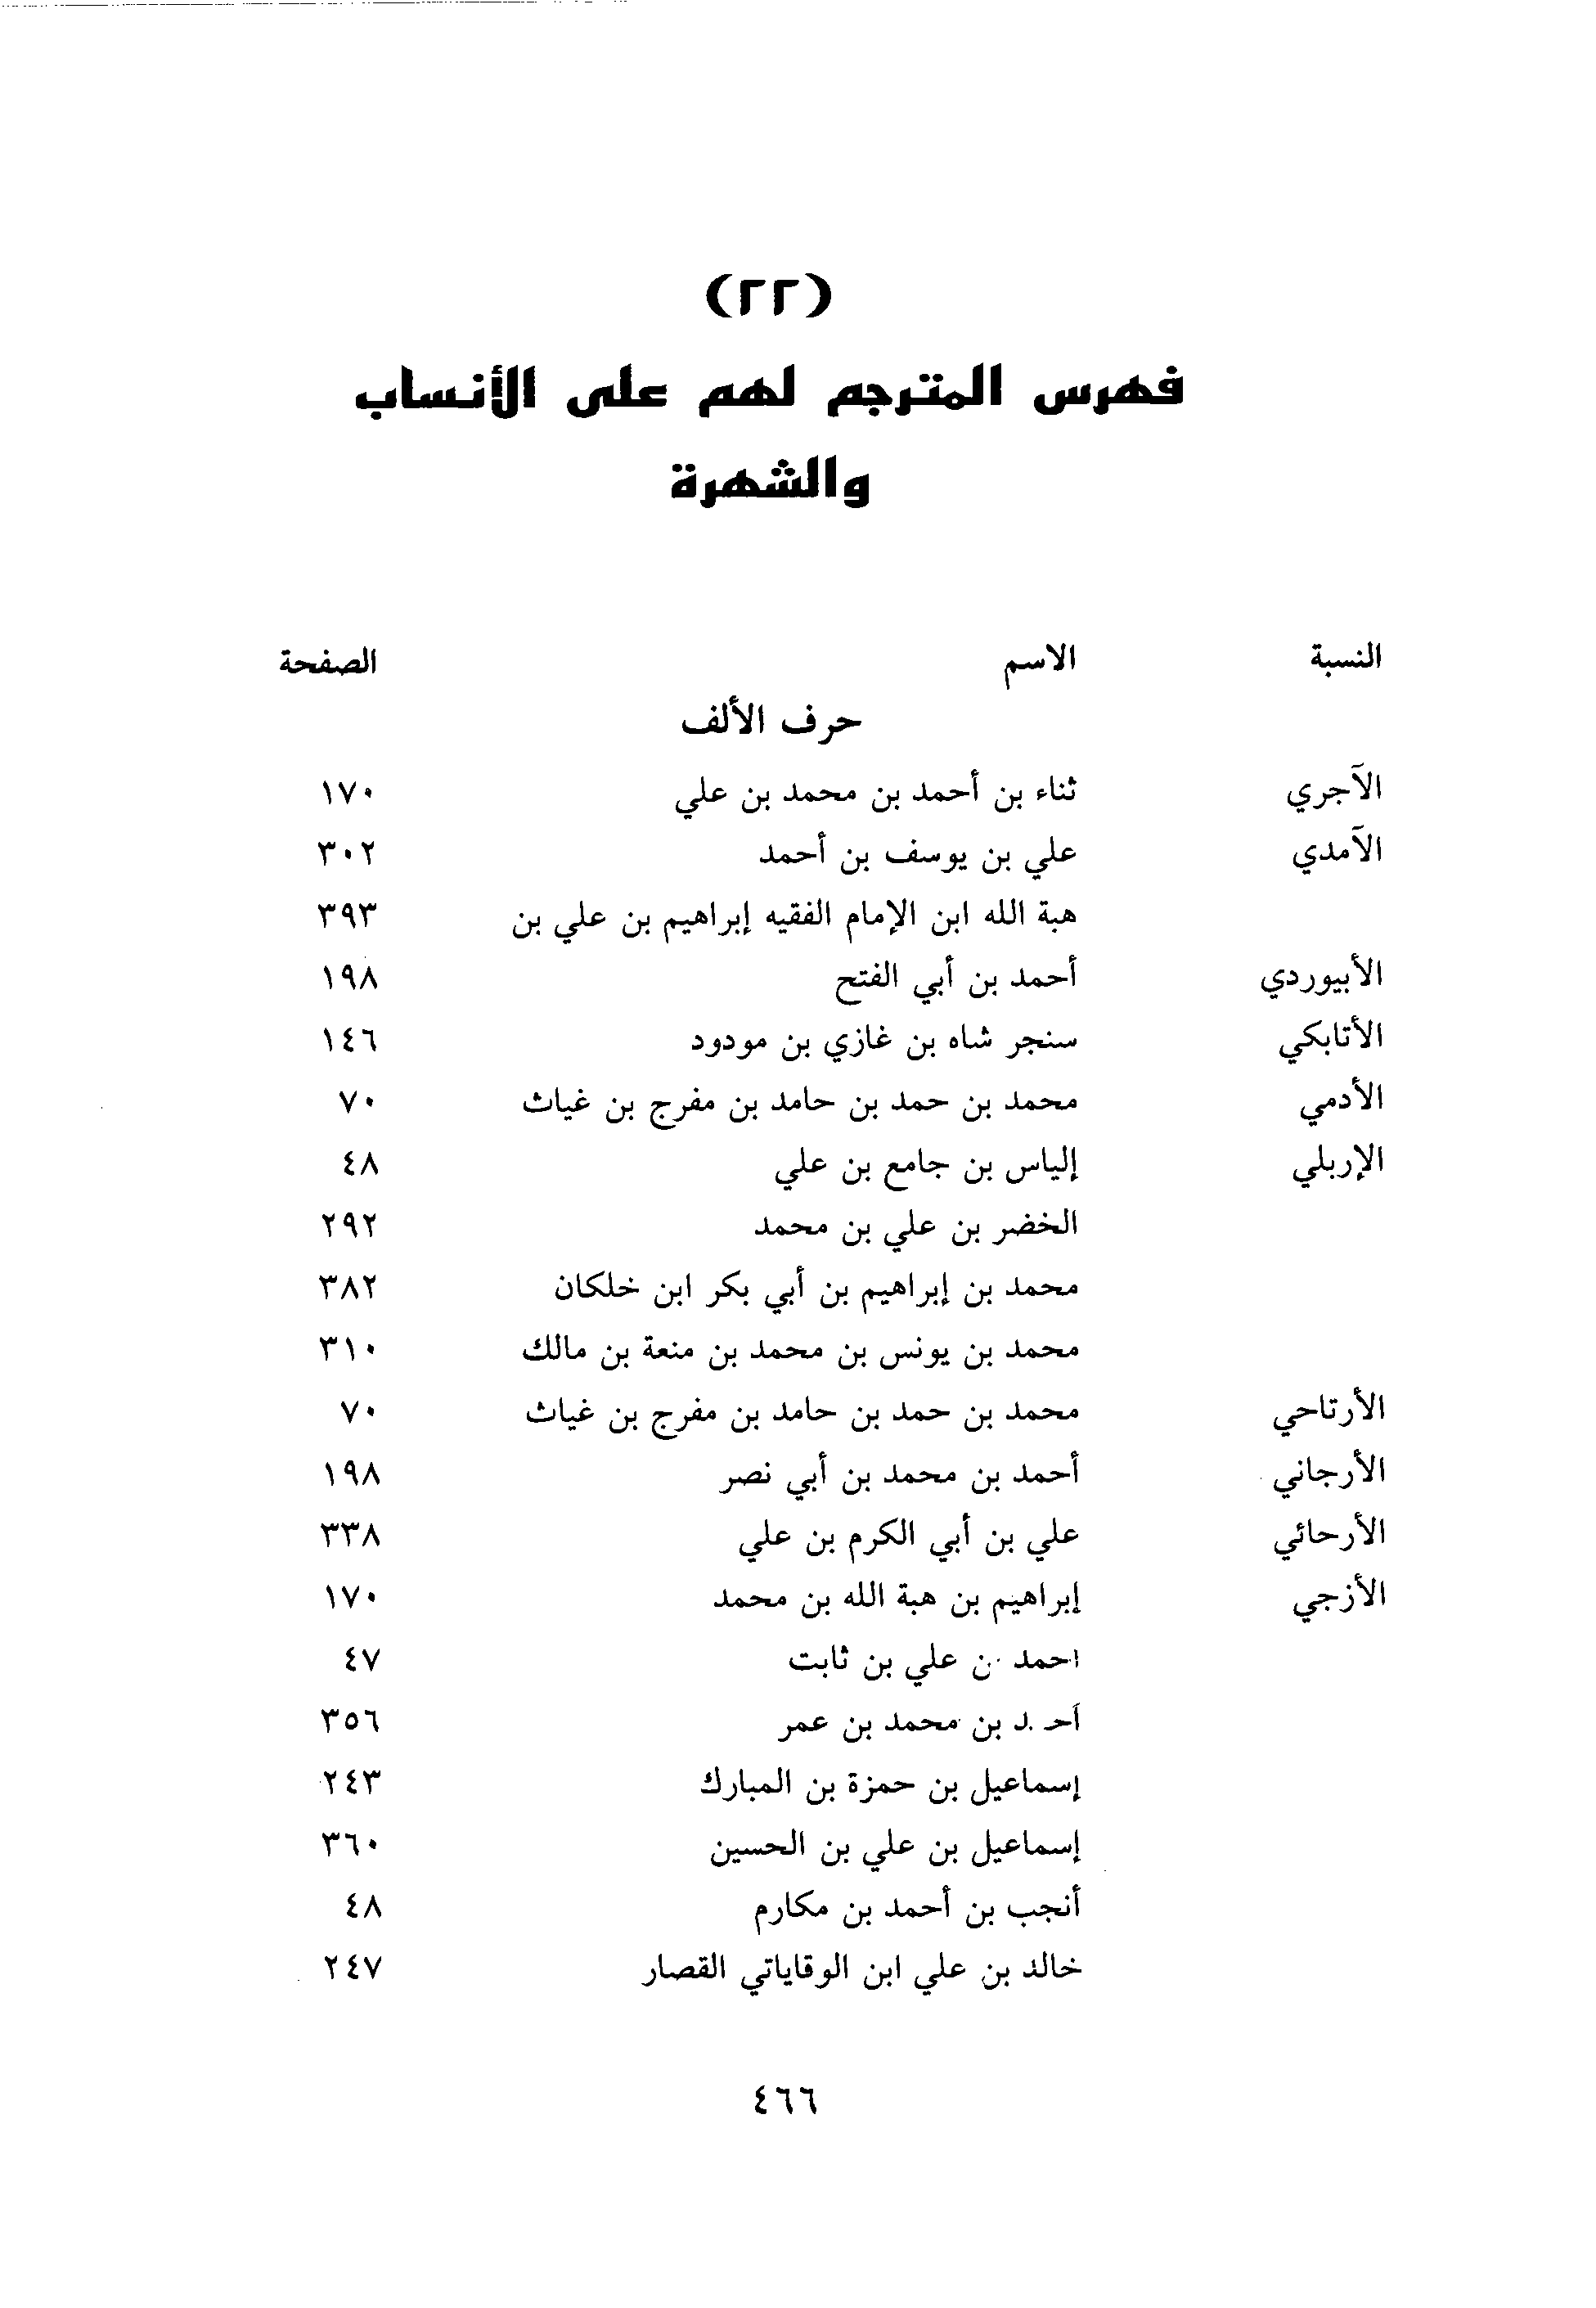 (٢٢)
فهرس المترجم لهم على الأنساب
والشهرة
النسبة الاسم الصفحة
حرف الألف
الآجري ثناء بن أحمد بن محمد بن علي ١٧٠
الآمدي علي بن يوسف بن أحمد ٣٠٢
هبة الله ابن الإمام الفقيه إبراهيم بن علي بن ٣٩٣
الأبيوردي أحمد بن أبي الفتح ١٩٨
الأتابكي سنجر شاه بن غازي بن مودود ١٤٦
الأدمي محمد بن حمد بن حامد بن مفرج بن غياث ٧٠
الإربلي إلياس بن جامع بن علي ٤٨
الخضر بن علي بن محمد ٢٩٢
محمد بن إبراهيم بن أبي بكر ابن خلكان ٣٨٢
محمد بن يونس بن محمد بن منعة بن مالك ٣١٠
الأرتاحي محمد بن حمد بن حامد بن مفرج بن غياث ٧٠
الأرجاني أحمد بن محمد بن أبي نصر ١٩٨
الأرحائي علي بن أبي الكرم بن علي ٣٣٨
الأزجي إبراهيم بن هبة الله بن محمد ١٧٠
احمد بن علي بن ثابت ٤٧
أحمد بن محمد بن عمر ٣٥٦
إسماعيل بن حمزة بن المبارك ٢٤٣
إسماعيل بن علي بن الحسين ٣٦٠
أنجب بن أحمد بن مكارم ٤٨
خالد بن علي ابن الوقاياتي القصار ٢٤٧
٤٦٦